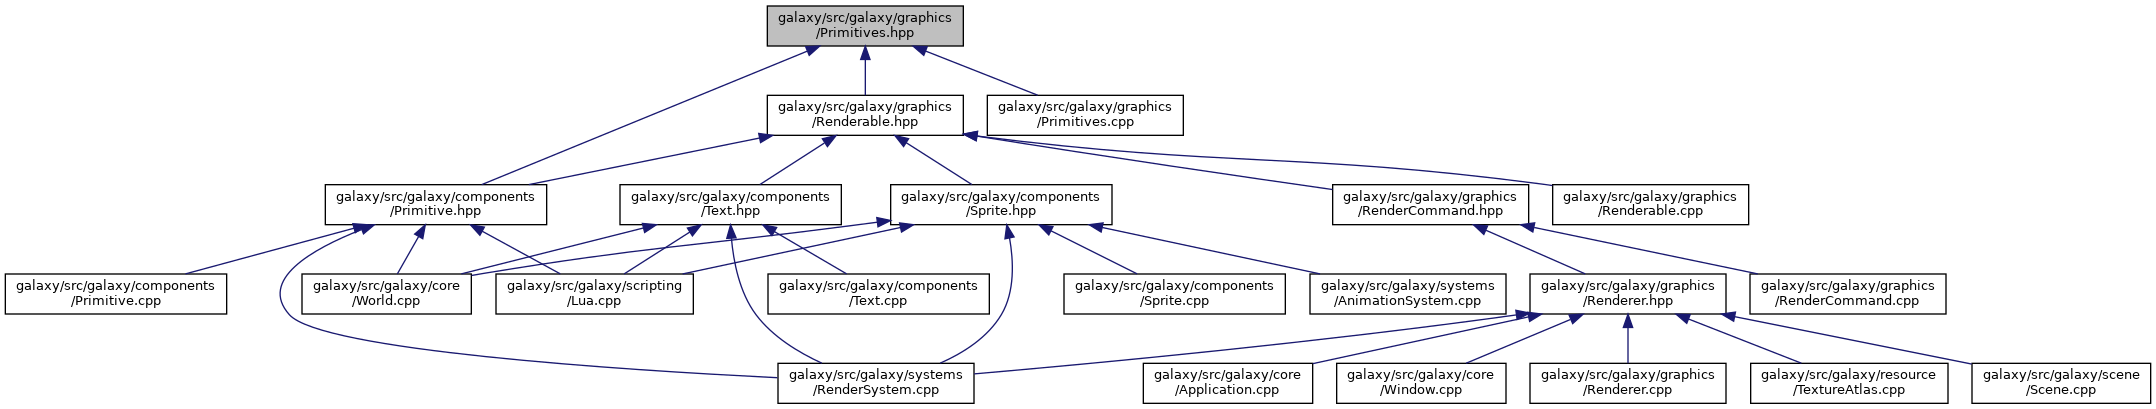 galaxy/src/galaxy/graphics
/Primitives.hpp
galaxy/src/galaxy/graphics
/Renderable.hpp
galaxy/src/galaxy/graphics
/Primitives.cpp
galaxy/src/galaxy/components
/Primitive.hpp
galaxy/src/galaxy/components
/Text.hpp
galaxy/src/galaxy/components
/Sprite.hpp
galaxy/src/galaxy/graphics
/RenderCommand.hpp
galaxy/src/galaxy/graphics
/Renderable.cpp
galaxy/src/galaxy/components
/Primitive.cpp
galaxy/src/galaxy/core
/World.cpp
galaxy/src/galaxy/scripting
/Lua.cpp
galaxy/src/galaxy/components
/Text.cpp
galaxy/src/galaxy/components
/Sprite.cpp
galaxy/src/galaxy/systems
/AnimationSystem.cpp
galaxy/src/galaxy/graphics
/Renderer.hpp
galaxy/src/galaxy/graphics
/RenderCommand.cpp
galaxy/src/galaxy/systems
/RenderSystem.cpp
galaxy/src/galaxy/core
/Application.cpp
galaxy/src/galaxy/core
/Window.cpp
galaxy/src/galaxy/graphics
/Renderer.cpp
galaxy/src/galaxy/resource
/TextureAtlas.cpp
galaxy/src/galaxy/scene
/Scene.cpp